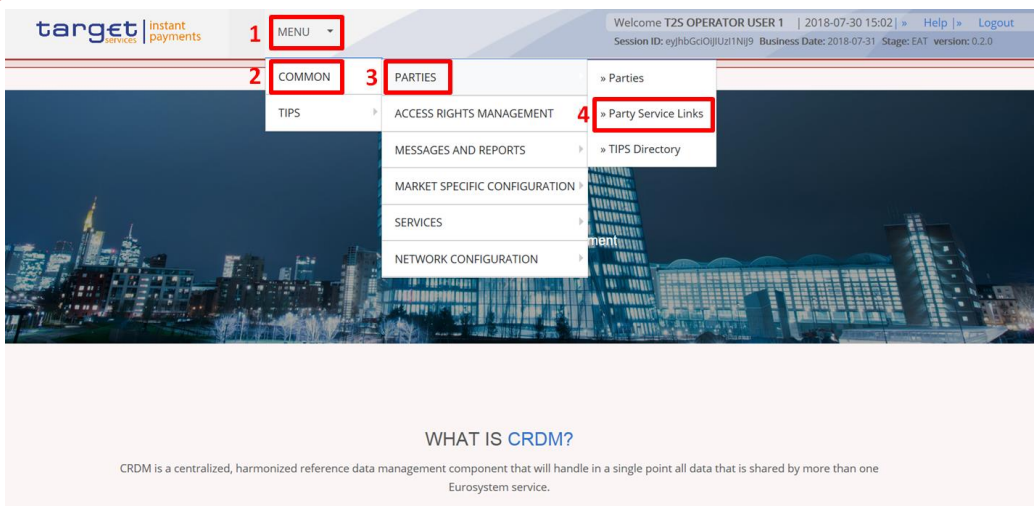 target services | instant payments
1 MENU
Welcome T2S OPERATOR USER 1 | 2018-07-30 15:02 | » Help | » Logout
Session ID: eyJhbGciOiJIUzI1NiJ9 Business Date: 2018-07-31 Stage: EAT version: 0.2.0
2 COMMON
3 PARTIES
» Parties
TIPS
ACCESS RIGHTS MANAGEMENT
4 » Party Service Links
MESSAGES AND REPORTS
» TIPS Directory
MARKET SPECIFIC CONFIGURATION
SERVICES
ment
NETWORK CONFIGURATION
WHAT IS CRDM?
CRDM is a centralized, harmonized reference data management component that will handle in a single point all data that is shared by more than one
Eurosystem service.